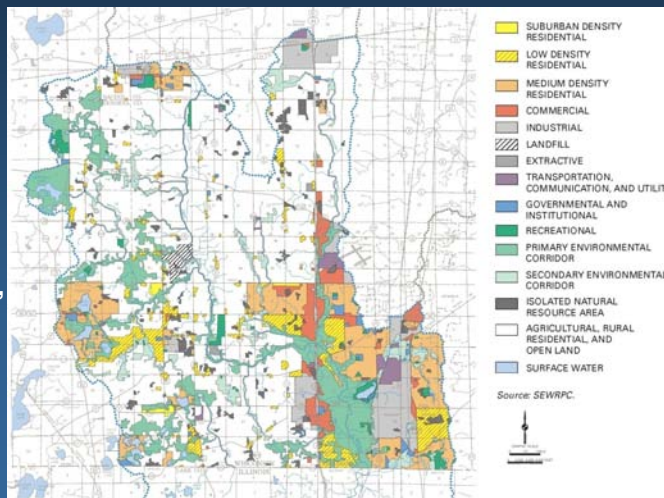 SUBURBAN DENSITY
RESIDENTIAL
LOW DENSITY
RESIDENTIAL
MEDIUM DENSITY
RESIDENTIAL
COMMERCIAL
INDUSTRIAL
LANDFILL
EXTRACTIVE
TRANSPORTATION,
COMMUNICATION, AND UTILIT
GOVERNMENTAL AND
INSTITUTIONAL
RECREATIONAL
PRIMARY ENVIRONMENTAL
CORRIDOR
SECONDARY ENVIRONMENTAL
CORRIDOR
ISOLATED NATURAL
RESOURCE AREA
AGRICULTURAL, RURAL
RESIDENTIAL, AND
OPEN LAND
SURFACE WATER
Source: SEWRPC.
ILLINOIS